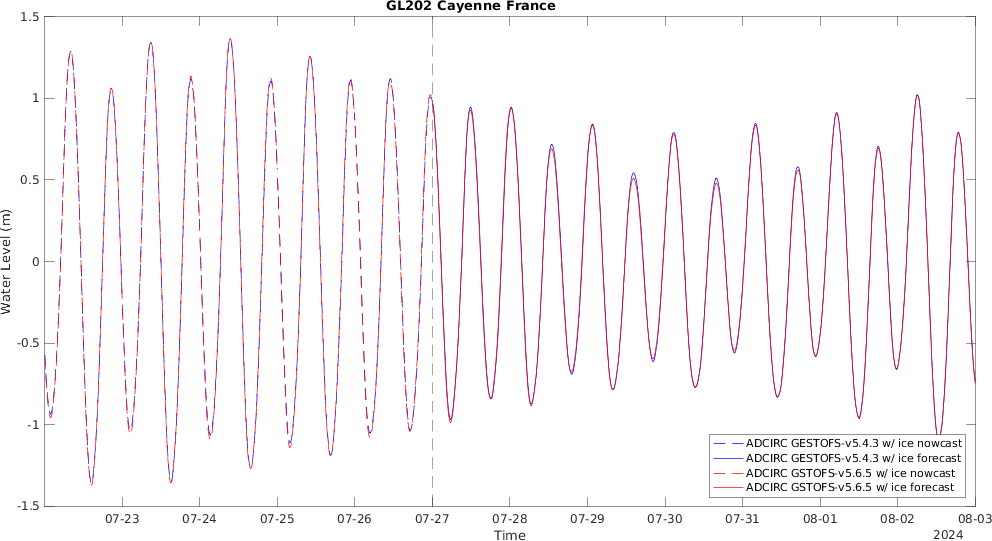 GL202 Cayenne France
1.5
1
0.5
0
-0.5
-1
-1.5
Water Level (m)
07-23 07-24 07-25 07-26 07-27 07-28 07-29 07-30 07-31 08-01 08-02 08-03
Time
2024
ADCIRC GESTOFS-v5.4.3 w/ ice nowcast
ADCIRC GESTOFS-v5.4.3 w/ ice forecast
ADCIRC GSTOFS-v5.6.5 w/ ice nowcast
ADCIRC GSTOFS-v5.6.5 w/ ice forecast